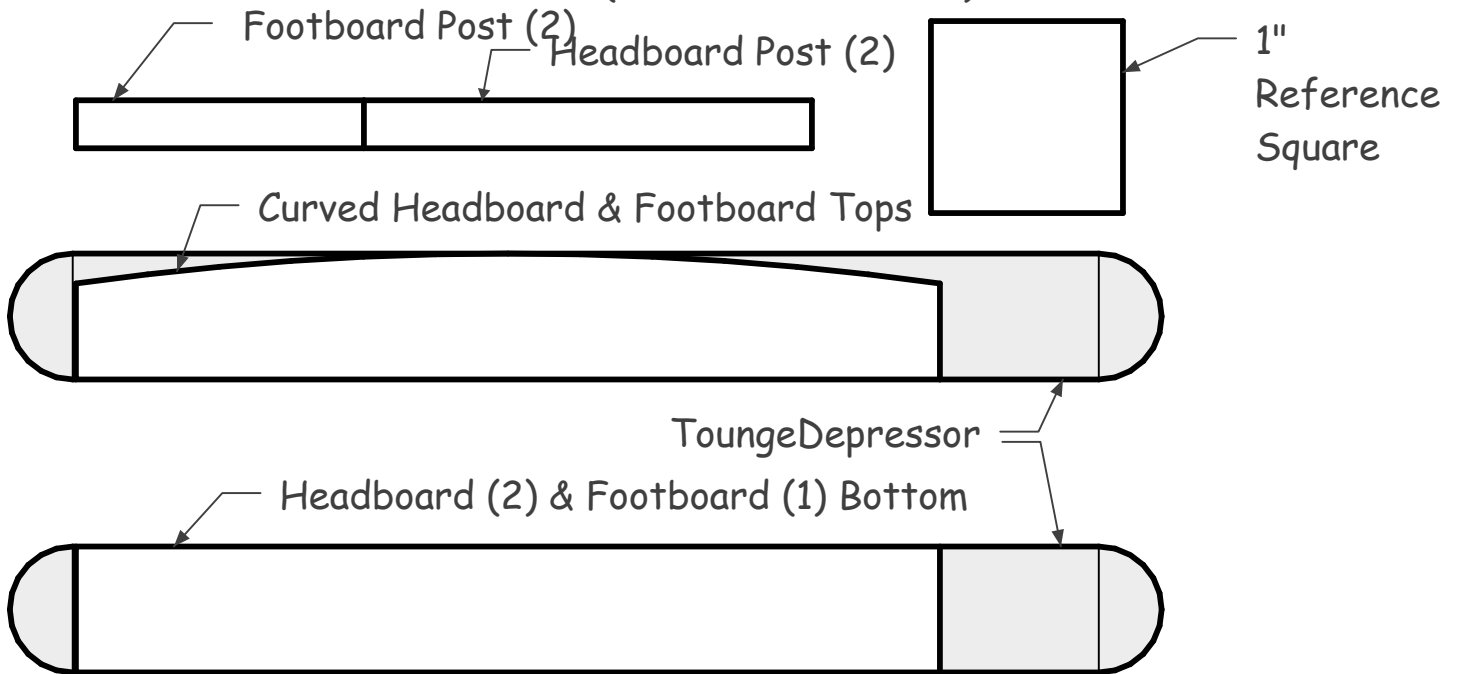 Footboard Post (2)
Headboard Post (2)
1"
Reference
Square
Curved Headboard & Footboard Tops
ToungeDepressor
Headboard (2) & Footboard (1) Bottom